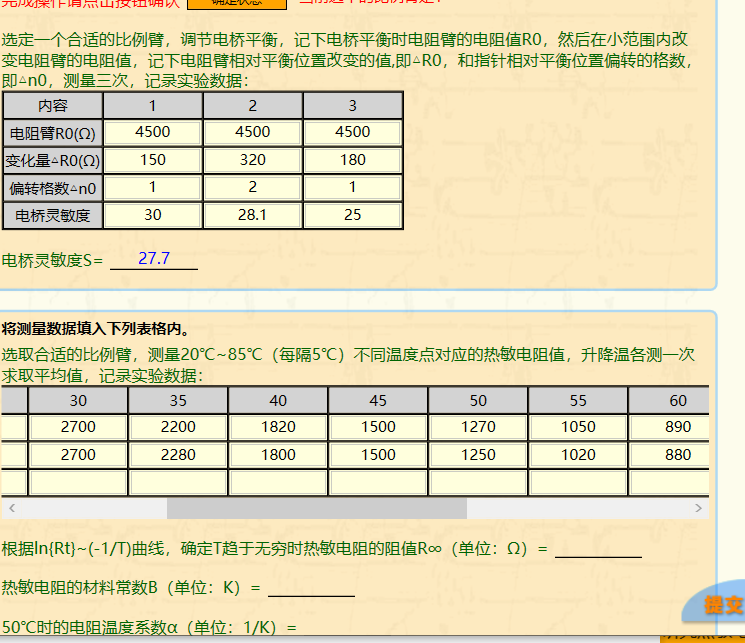 完成操作请点击按钮确认 确定状态
选定一个合适的比例臂，调节电桥平衡，记下电桥平衡时电阻臂的电阻值R0，然后在小范围内改
变电阻臂的电阻值，记下电阻臂相对平衡位置改变的值,即△R0，和指针相对平衡位置偏转的格数，
即△n0，测量三次，记录实验数据：
内容 1 2 3
电阻臂R0(Ω) 4500 4500 4500
变化量△R0(Ω) 150 320 180
偏转格数△n0 1 2 1
电桥灵敏度 30 28.1 25
电桥灵敏度S= 27.7
将测量数据填入下列表格内。
选取合适的比例臂，测量20℃~85℃（每隔5℃）不同温度点对应的热敏电阻值，升降温各测一次
求取平均值，记录实验数据：
30 35 40 45 50 55 60
2700 2200 1820 1500 1270 1050 890
2700 2280 1800 1500 1250 1020 880
根据ln{Rt}~(-1/T)曲线，确定T趋于无穷时热敏电阻的阻值R∞（单位：Ω）=
热敏电阻的材料常数B（单位：K）=
50℃时的电阻温度系数α（单位：1/K）=
提交